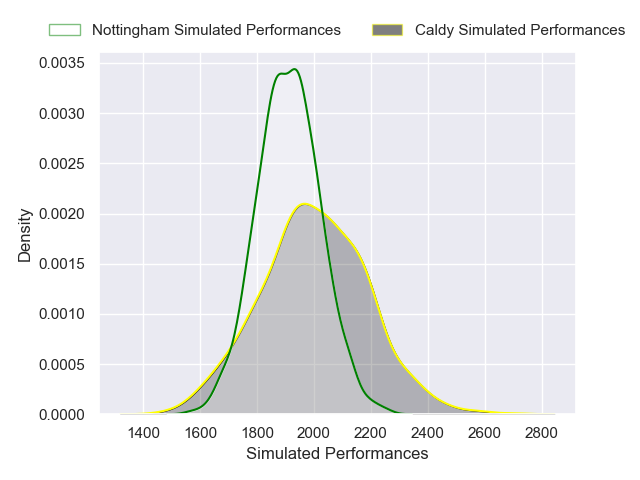 Nottingham Simulated Performances
Caldy Simulated Performances
0.0035
0.0030
0.0025
0.0020
0.0015
0.0010
0.0005
0.0000
Density
1400 1600 1800 2000 2200 2400 2600 2800
Simulated Performances